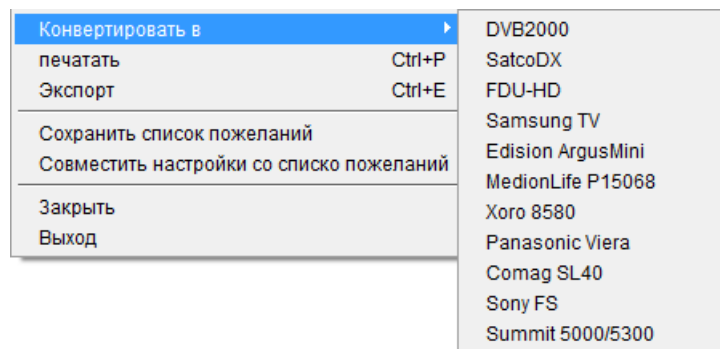 Конвертировать в
печатать Ctrl+P
Экспорт Ctrl+E
Сохранить список пожеланий
Совместить настройки со списко пожеланий
Закрыть
Выход
DVB2000
SatcoDX
FDU-HD
Samsung TV
Edision ArgusMini
MedionLife P15068
Xoro 8580
Panasonic Viera
Comag SL40
Sony FS
Summit 5000/5300